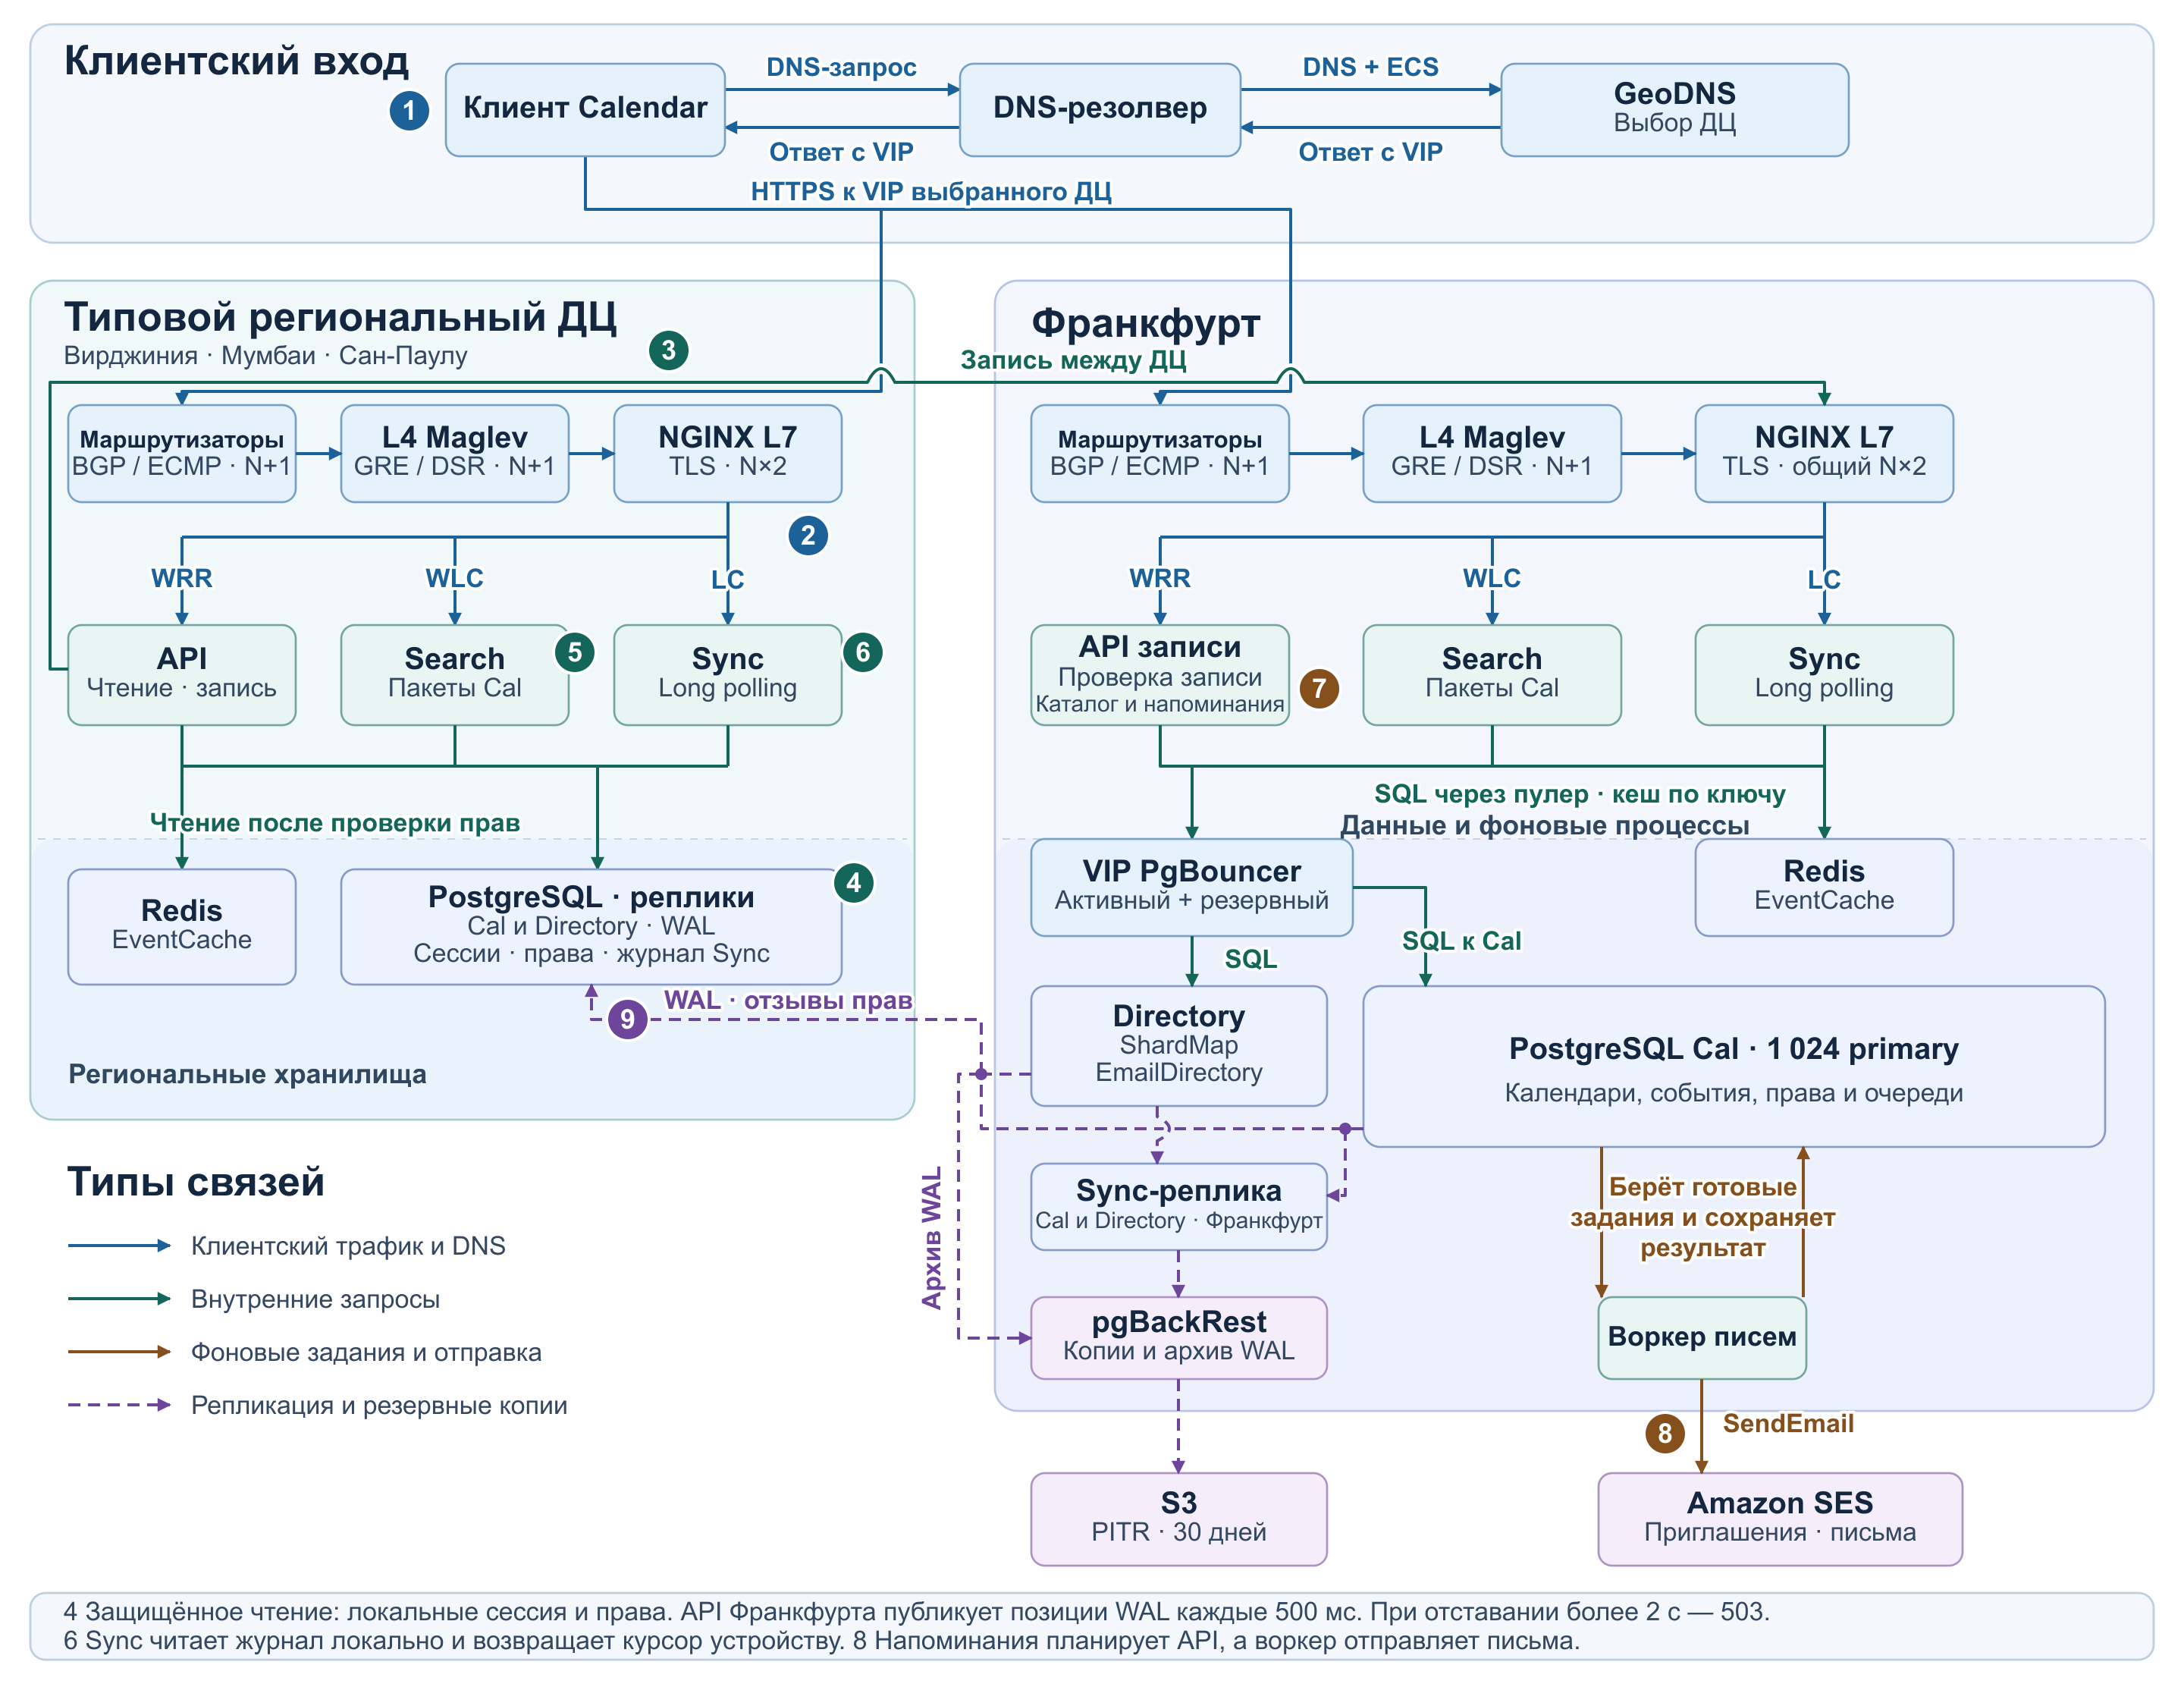 Клиентский вход
1
Клиент Calendar
DNS-запрос
Ответ с VIP
DNS-резолвер
DNS + ECS
Ответ с VIP
GeoDNS
Выбор ДЦ
HTTPS к VIP выбранного ДЦ
Типовой региональный ДЦ
Вирджиния · Мумбаи · Сан-Паулу
3
Маршрутизаторы
BGP / ECMP · N+1
L4 Maglev
GRE / DSR · N+1
NGINX L7
TLS · N×2
2
WRR
WLC
LC
API
Чтение · запись
Search
Пакеты Cal
5
Sync
Long polling
6
Чтение после проверки прав
Redis
EventCache
PostgreSQL · реплики
Cal и Directory · WAL
Сессии · права · журнал Sync
4
9
WAL · отзывы прав
Региональные хранилища
Франкфурт
Запись между ДЦ
Маршрутизаторы
BGP / ECMP · N+1
L4 Maglev
GRE / DSR · N+1
NGINX L7
TLS · общий N×2
WRR
WLC
LC
API записи
Проверка записи
Каталог и напоминания
7
Search
Пакеты Cal
Sync
Long polling
SQL через пулер · кеш по ключу
Данные и фоновые процессы
VIP PgBouncer
Активный + резервный
Redis
EventCache
SQL
SQL к Cal
Directory
ShardMap
EmailDirectory
PostgreSQL Cal · 1 024 primary
Календари, события, права и очереди
Sync-реплика
Cal и Directory · Франкфурт
Архив WAL
pgBackRest
Копии и архив WAL
Берёт готовые
задания и сохраняет
результат
Воркер писем
8
SendEmail
S3
PITR · 30 дней
Amazon SES
Приглашения · письма
Типы связей
Клиентский трафик и DNS
Внутренние запросы
Фоновые задания и отправка
Репликация и резервные копии
4 Защищённое чтение: локальные сессия и права. API Франкфурта публикует позиции WAL каждые 500 мс. При отставании более 2 с — 503.
6 Sync читает журнал локально и возвращает курсор устройству. 8 Напоминания планирует API, а воркер отправляет письма.